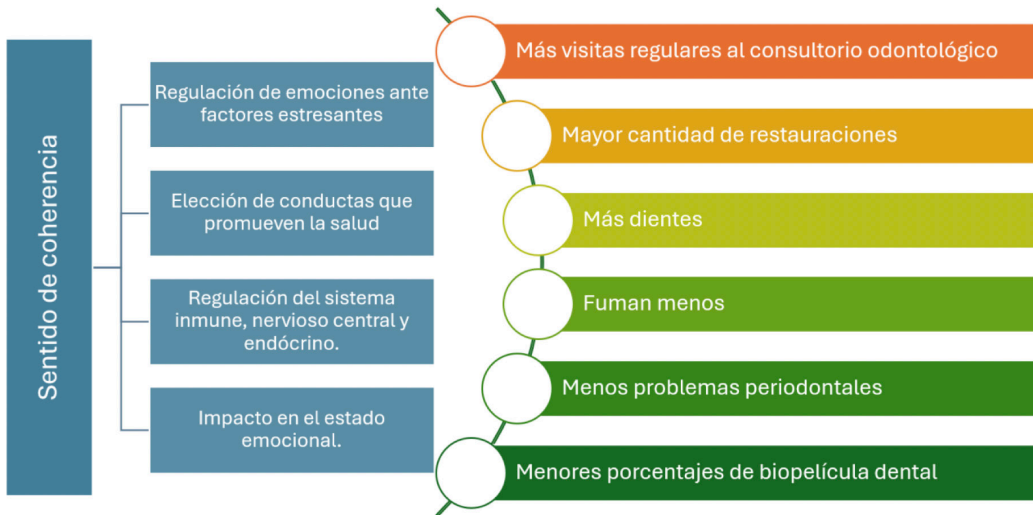 Sentido de coherencia
Regulación de emociones ante
factores estresantes
Elección de conductas que
promueven la salud
Regulación del sistema
inmune, nervioso central y
endócrino.
Impacto en el estado
emocional.
Más visitas regulares al consultorio odontológico
Mayor cantidad de restauraciones
Más dientes
Fuman menos
Menos problemas periodontales
Menores porcentajes de biopelícula dental